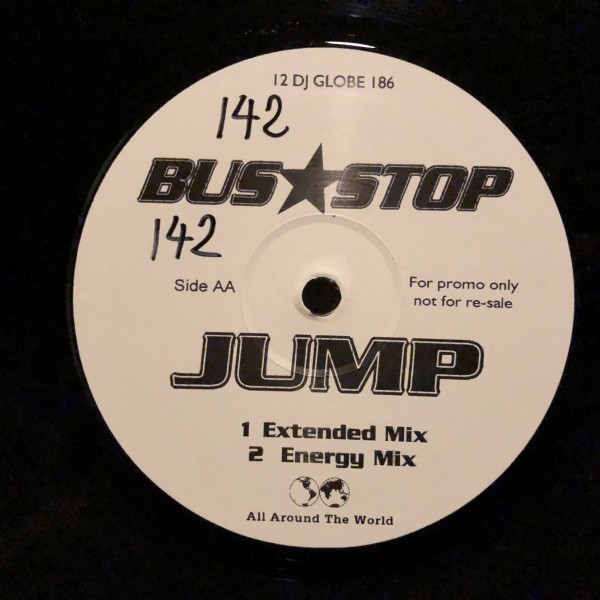 12 DJ GLOBE 186
142
BUS★STOP
142
Side AA
For promo only
not for re-sale
JUMP
1 Extended Mix
2 Energy Mix
All Around The World